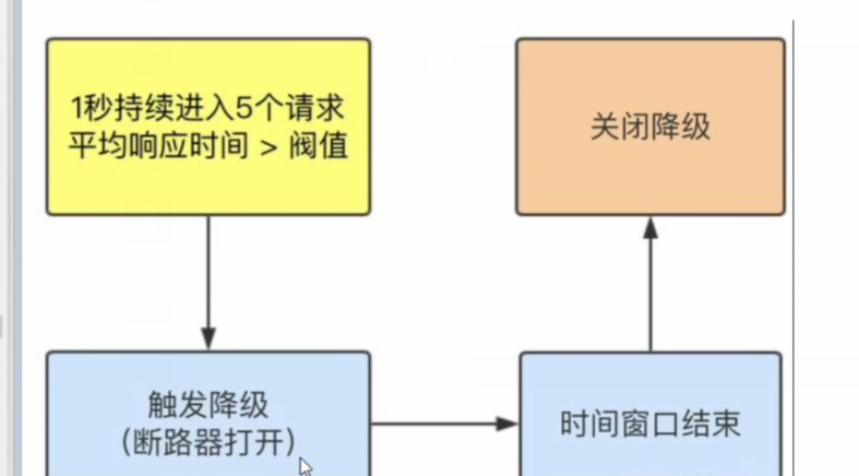 1秒持续进入5个请求
平均响应时间 > 阀值
关闭降级
触发降级
（断路器打开）
时间窗口结束